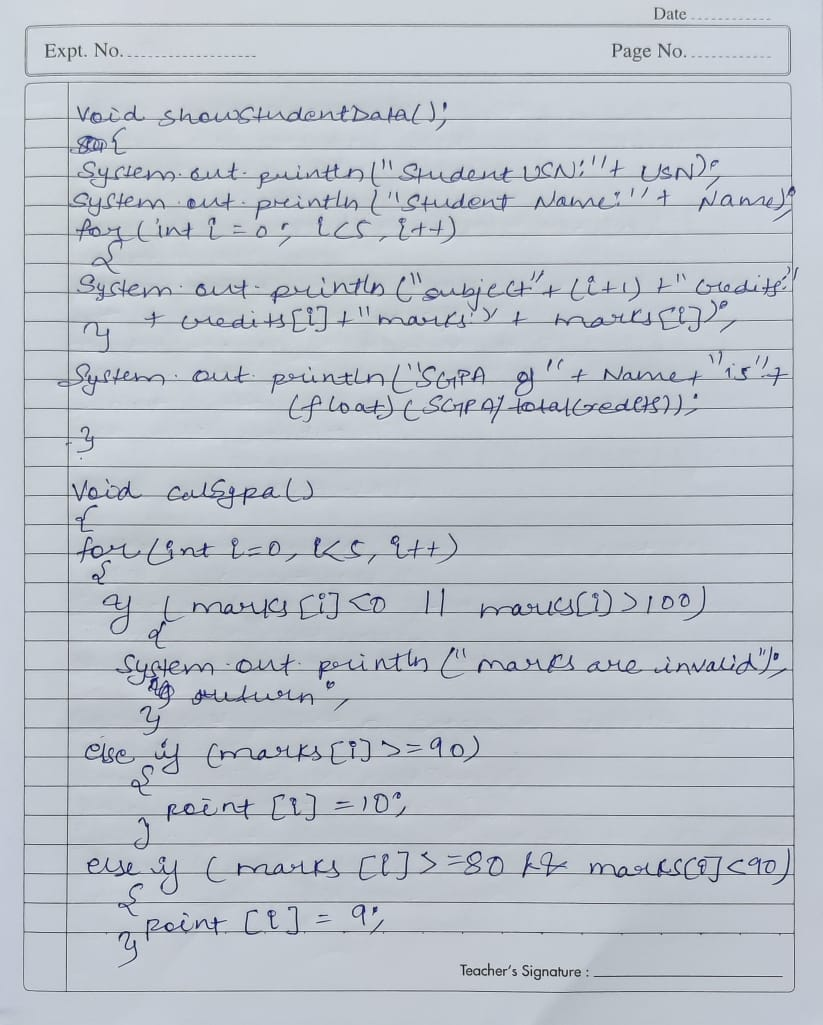 Date
Expt. No.
Page No.
Void showStudentData();
{
System.out.println("Student USN:"+ USN);
System.out.println("Student Name:"+ Name);
for(int i=0; i<5, i++)
{
System.out.println("subject"+(i+1)+" Credits:"
+ credits[i]+"marks:"+ marks[i]);
}
System.out.println("SGPA of"+ Name+"is"+
(float)(SGPA/totalCredits));
}
Void calSgpa()
{
for(int i=0, i<5, i++)
{
if (marks[i]<0 || marks[i]>100)
{
System.out.println("marks are invalid");
return;
}
else if (marks[i]>=90)
{
point[i]=10;
}
else if (marks[i]>=80 && marks[i]<90)
{
point[i] = 9;
}
Teacher's Signature :